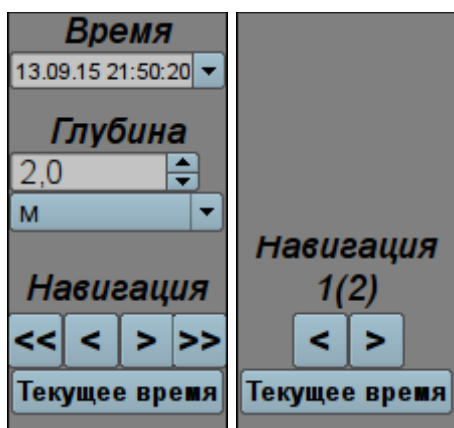 Время
13.09.15 21:50:20
Глубина
2,0
м
Навигация
<< < > >>
Текущее время
Навигация
1(2)
< >
Текущее время